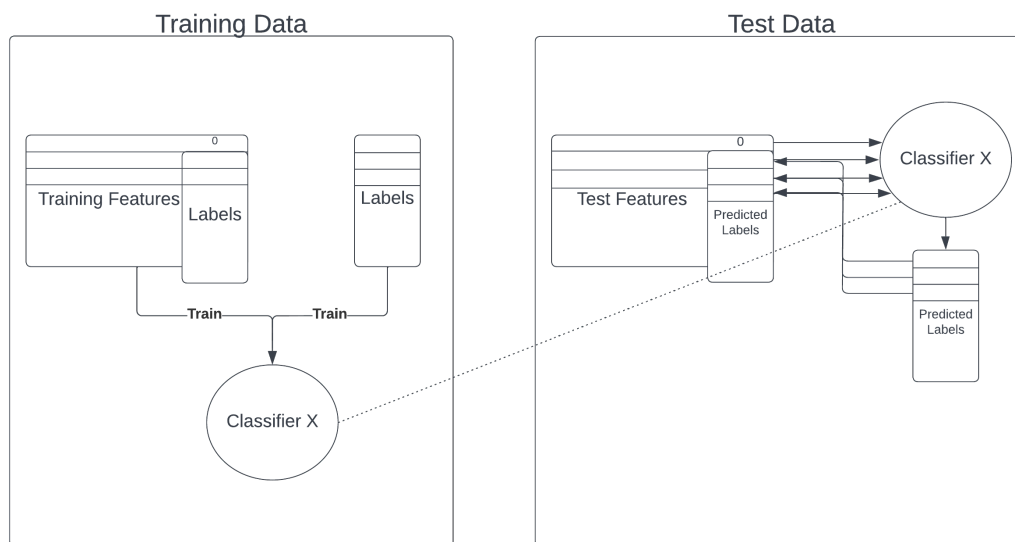 Training Data
0
Training Features
Labels
Labels
Train
Train
Classifier X
Test Data
0
Test Features
Predicted
Labels
Classifier X
Predicted
Labels